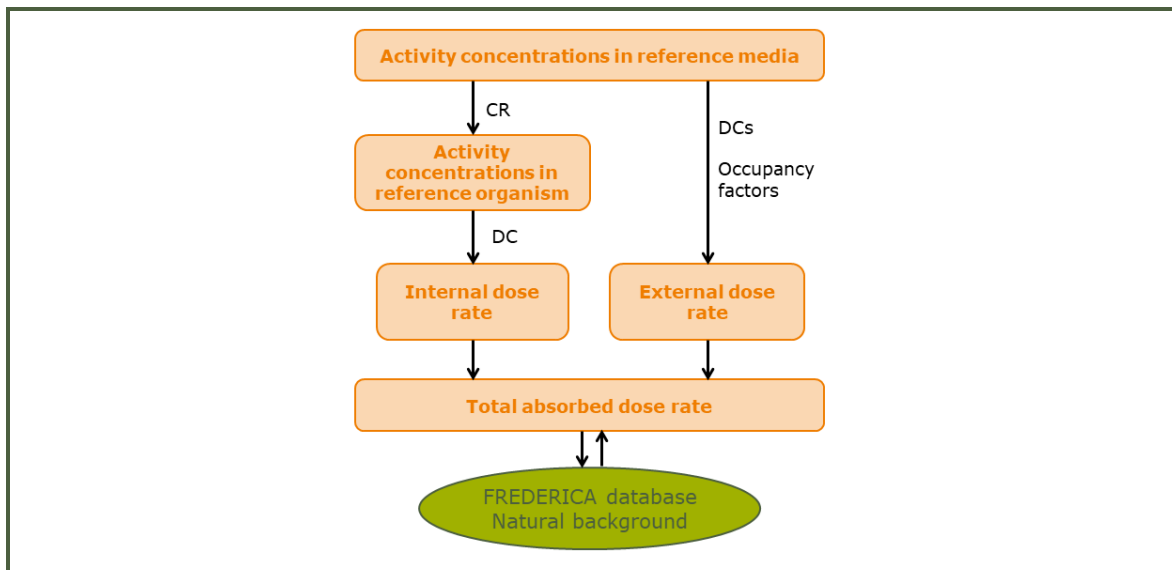 Activity concentrations in reference media
CR
DCs
Activity
concentrations in
reference organism
Occupancy
factors
DC
Internal dose
rate
External dose
rate
Total absorbed dose rate
FREDERICA database
Natural background